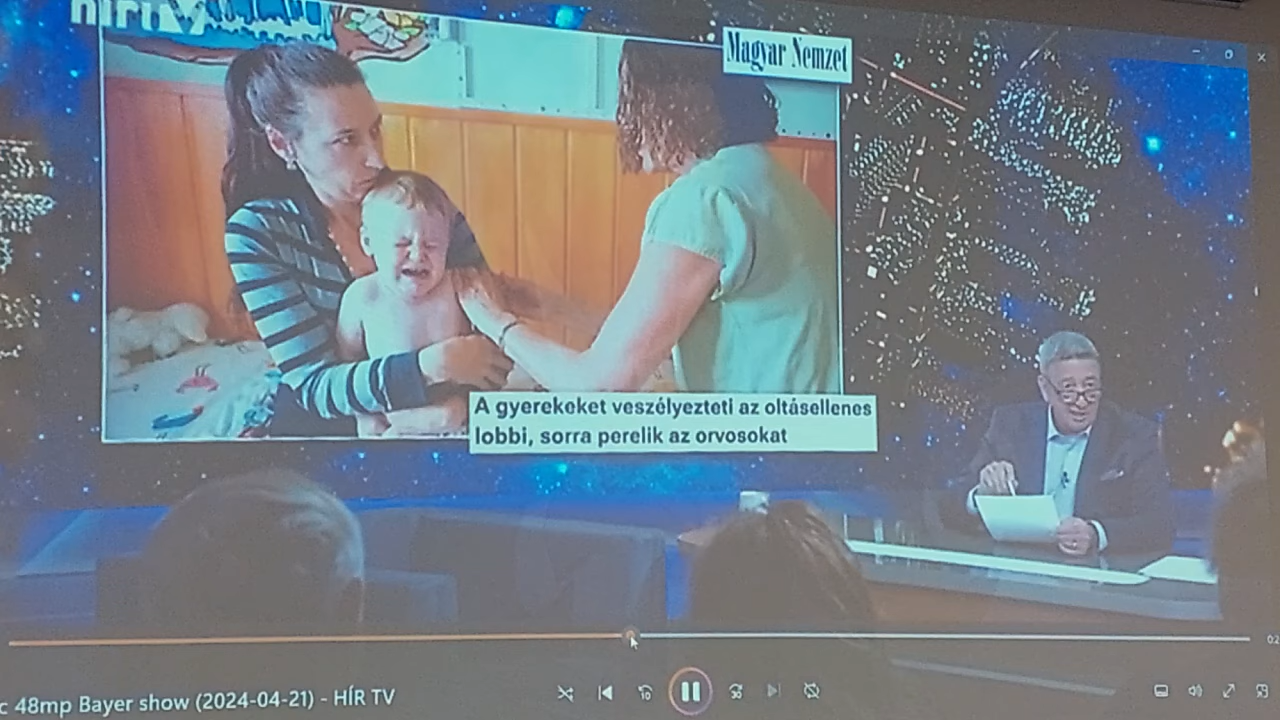 hírtv
Magyar Nemzet
A gyerekeket veszélyezteti az oltásellenes
lobbi, sorra perelik az orvosokat
c 48mp Bayer show (2024-04-21) - HÍR TV